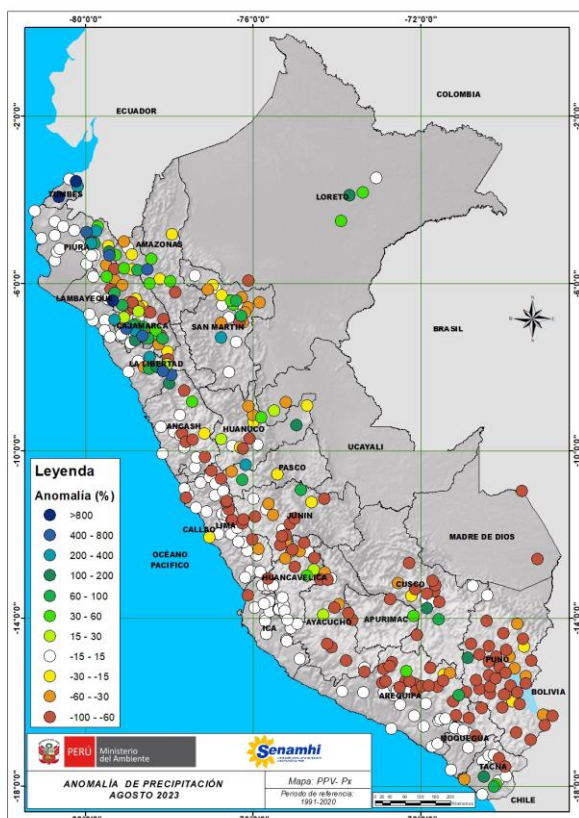 -80°0'0"
-76°0'0"
-72°0'0"
COLOMBIA
ECUADOR
-2°0'0"
-2°0'0"
LORETO
TUMBES
PIURA
AMAZONAS
-6°0'0"
-6°0'0"
LAMBAYEQUE
CAJAMARCA
SAN MARTIN
BRASIL
LA LIBERTAD
ANCASH
HUANUCO
UCAYALI
-10°0'0"
-10°0'0"
PASCO
JUNIN
MADRE DE DIOS
CALLAO
LIMA
OCÉANO
PACIFICO
HUANCAVELICA
CUSCO
-14°0'0"
-14°0'0"
ICA
AYACUCHO
APURIMAC
PUNO
AREQUIPA
BOLIVIA
MOQUEGUA
TACNA
CHILE
-18°0'0"
-18°0'0"
Leyenda
Anomalía (%)
>800
400 - 800
200 - 400
100 - 200
60 - 100
30 - 60
15 - 30
-15 - 15
-30 - -15
-60 - -30
-100 - -60
PERÚ
Ministerio
del Ambiente
Senamhi
ANOMALÍA DE PRECIPITACIÓN
AGOSTO 2023
Mapa: PPV- Px
Periodo de referencia:
1991-2020